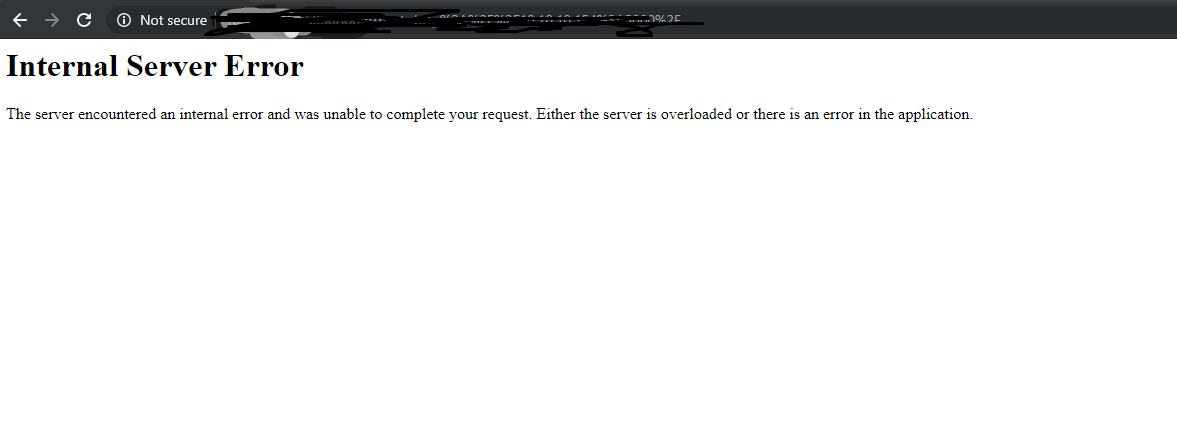 Not secure
Internal Server Error
The server encountered an internal error and was unable to complete your request. Either the server is overloaded or there is an error in the application.